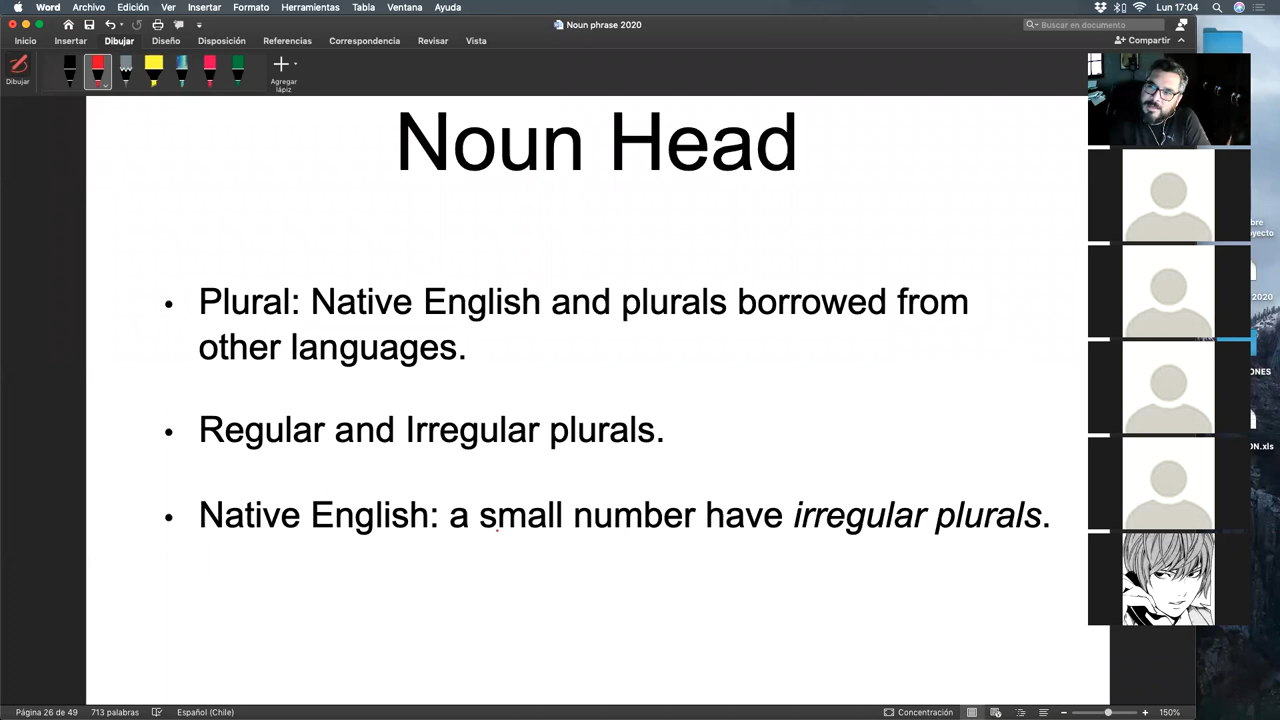 Word Archivo Edición Ver Insertar Formato Herramientas Tabla Ventana Ayuda Lun 17:04
Noun phrase 2020
Buscar en documento
Inicio Insertar Dibujar Diseño Disposición Referencias Correspondencia Revisar Vista
Compartir
Dibujar
Agregar
lápiz
Noun Head
• Plural: Native English and plurals borrowed from
other languages.
• Regular and Irregular plurals.
• Native English: a small number have irregular plurals.
Página 26 de 49 713 palabras Español (Chile) Concentración 150%